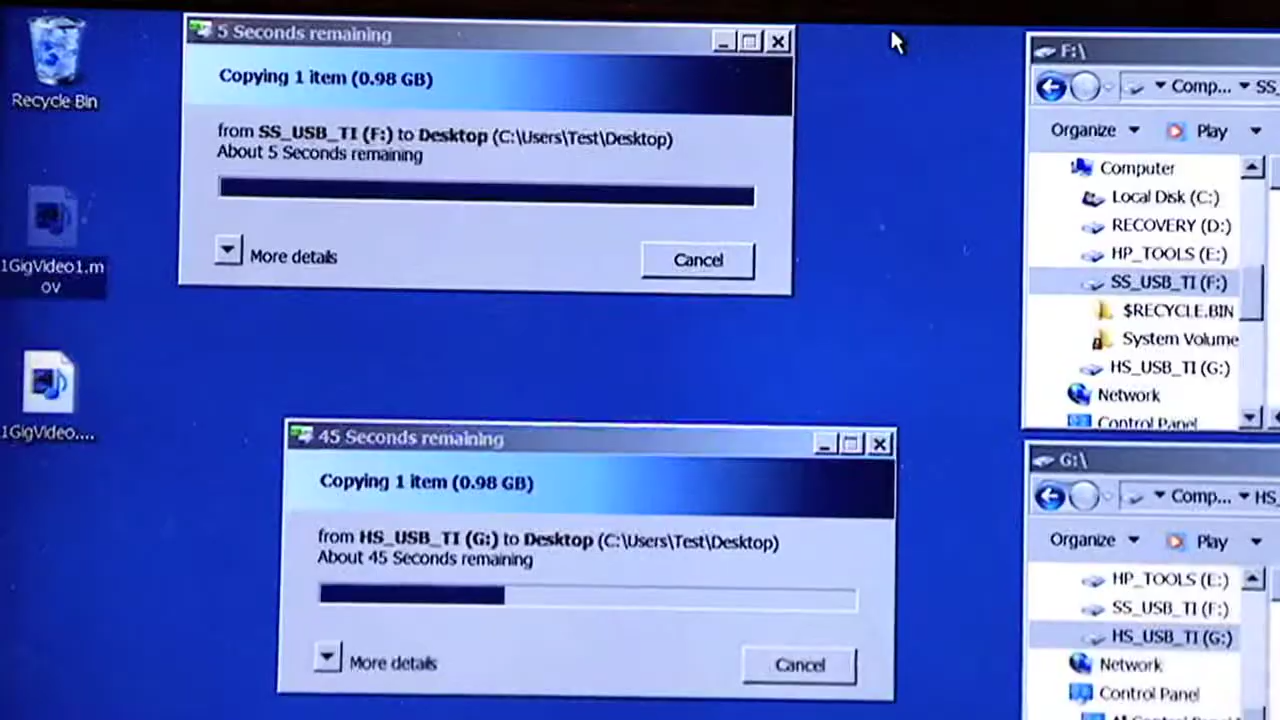 Recycle Bin
1GigVideo1.m
ov
1GigVideo....
5 Seconds remaining
Copying 1 item (0.98 GB)
from SS_USB_TI (F:) to Desktop (C:\Users\Test\Desktop)
About 5 Seconds remaining
More details
Cancel
45 Seconds remaining
Copying 1 item (0.98 GB)
from HS_USB_TI (G:) to Desktop (C:\Users\Test\Desktop)
About 45 Seconds remaining
More details
Cancel
F:\
Comp... SS_
Organize Play
Computer
Local Disk (C:)
RECOVERY (D:)
HP_TOOLS (E:)
SS_USB_TI (F:)
$RECYCLE.BIN
System Volume
HS_USB_TI (G:)
Network
Control Panel
G:\
Comp... HS_
Organize Play
HP_TOOLS (E:)
SS_USB_TI (F:)
HS_USB_TI (G:)
Network
Control Panel